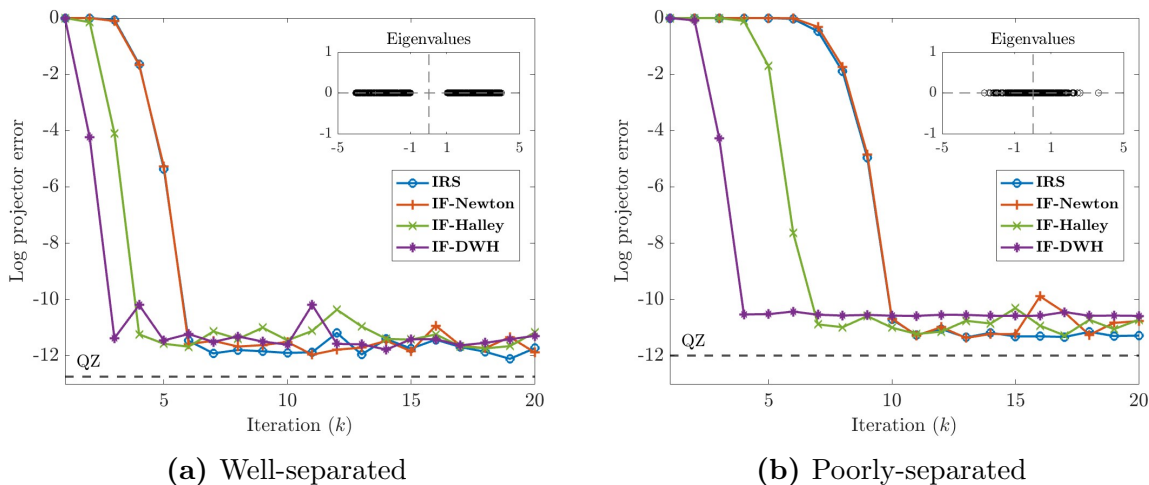 0
-2
-4
-6
-8
-10
-12
Log projector error
5
10
15
20
Iteration (k)
QZ
Eigenvalues
1
0
-1
-5
-1
1
5
IRS
IF-Newton
IF-Halley
IF-DWH
(a) Well-separated
0
-2
-4
-6
-8
-10
-12
Log projector error
5
10
15
20
Iteration (k)
QZ
Eigenvalues
1
0
-1
-5
-1
1
5
IRS
IF-Newton
IF-Halley
IF-DWH
(b) Poorly-separated